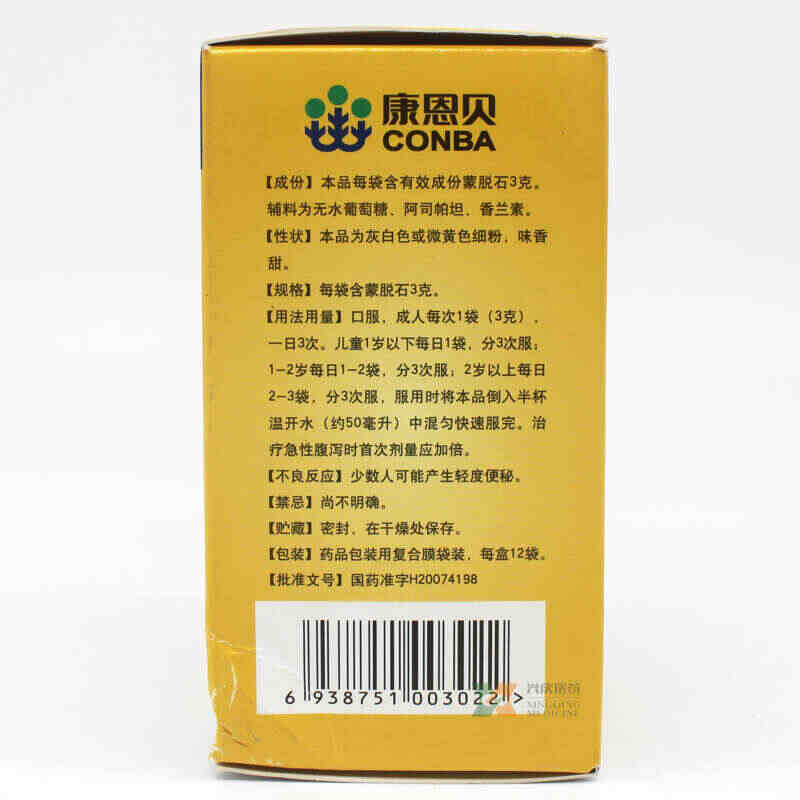 康恩贝
CONBA
【成份】本品每袋含有效成份蒙脱石3克。
辅料为无水葡萄糖、阿司帕坦、香兰素。
【性状】本品为灰白色或微黄色细粉，味香
甜。
【规格】每袋含蒙脱石3克。
【用法用量】口服，成人每次1袋（3克），
一日3次。儿童1岁以下每日1袋，分3次服；
1-2岁每日1-2袋，分3次服；2岁以上每日
2-3袋，分3次服，服用时将本品倒入半杯
温开水（约50毫升）中混匀快速服完。治
疗急性腹泻时首次剂量应加倍。
【不良反应】少数人可能产生轻度便秘。
【禁忌】尚不明确。
【贮藏】密封，在干燥处保存。
【包装】药品包装用复合膜袋装，每盒12袋。
【批准文号】国药准字H20074198
6 938751 003022 >
MEDICINE